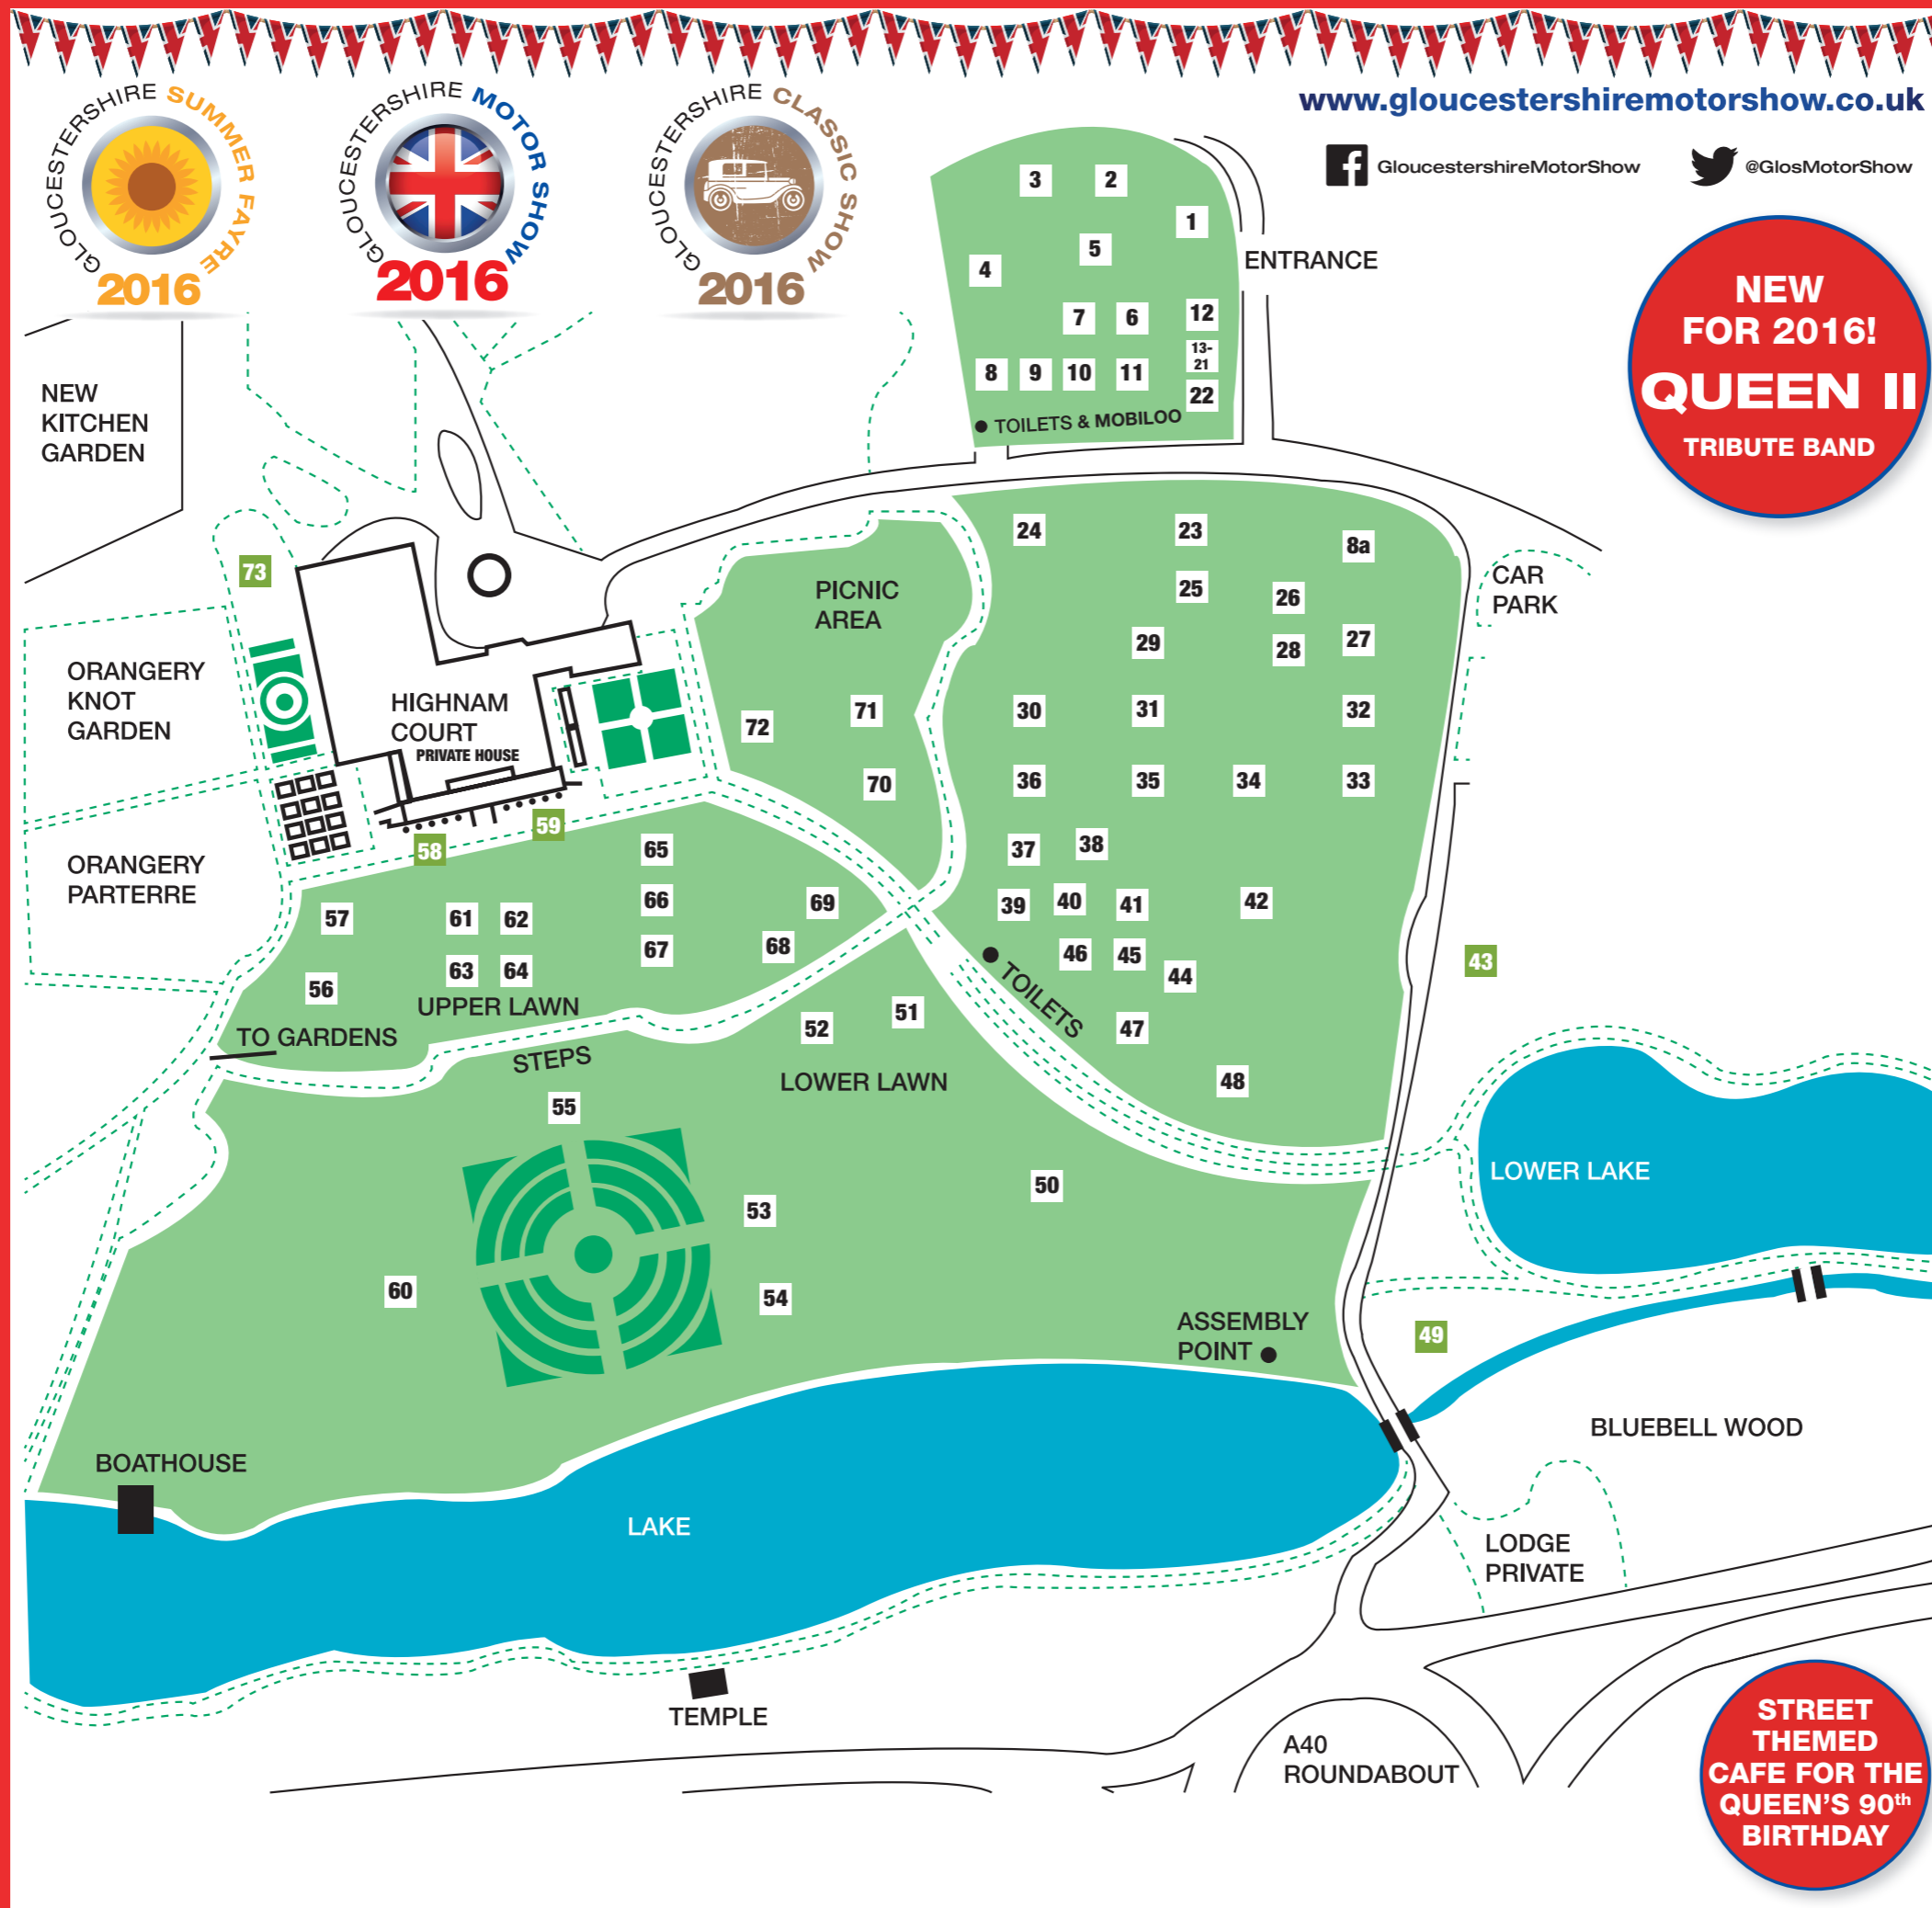 www.gloucestershiremotorshow.co.uk
GLOUCESTERSHIRE SUMMER FAYRE
2016
GLOUCESTERSHIRE MOTOR SHOW
2016
GLOUCESTERSHIRE CLASSIC SHOW
2016
GloucestershireMotorShow
@GlosMotorShow
NEW
FOR 2016!
QUEEN II
TRIBUTE BAND
3
2
1
5
4
ENTRANCE
7
6
12
13-
21
8
9
10
11
22
TOILETS & MOBILOO
NEW
KITCHEN
GARDEN
24
23
8a
73
PICNIC
AREA
25
26
CAR
PARK
29
28
27
ORANGERY
KNOT
GARDEN
HIGHNAM
COURT
PRIVATE HOUSE
72
71
30
31
32
70
36
35
34
33
59
58
65
37
38
ORANGERY
PARTERRE
57
61
62
66
69
39
40
41
42
63
64
67
68
46
45
44
43
56
UPPER LAWN
TOILETS
TO GARDENS
STEPS
52
51
47
LOWER LAWN
48
55
50
LOWER LAKE
53
60
54
ASSEMBLY
POINT
49
BLUEBELL WOOD
BOATHOUSE
LAKE
LODGE
PRIVATE
TEMPLE
A40
ROUNDABOUT
STREET
THEMED
CAFE FOR THE
QUEEN'S 90th
BIRTHDAY